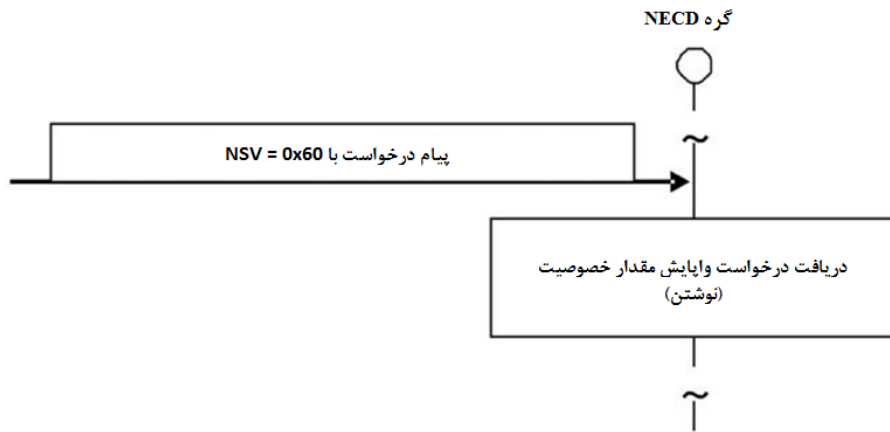 گره NECD
پیام درخواست با NSV = 0x60
دریافت درخواست واپایش مقدار خصوصیت
(نوشتن)